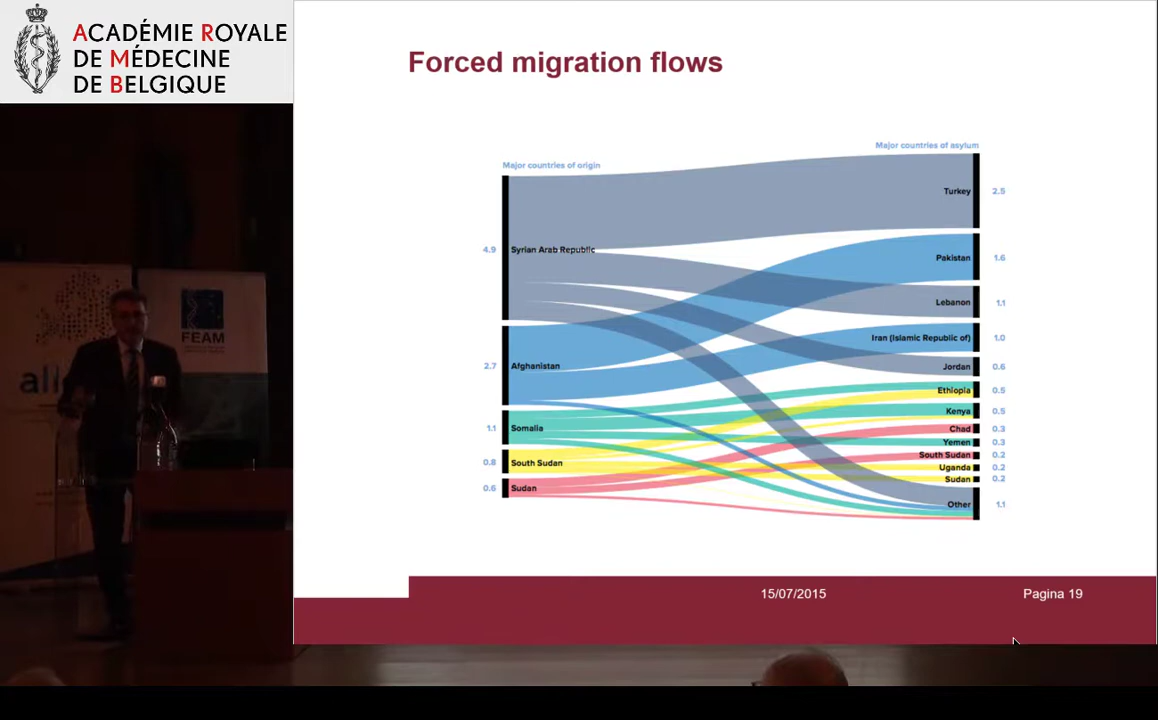 ACADÉMIE ROYALE
DE MÉDECINE
DE BELGIQUE
Forced migration flows
Major countries of origin
Major countries of asylum
4.9 Syrian Arab Republic
2.7 Afghanistan
1.1 Somalia
0.8 South Sudan
0.6 Sudan
Turkey 2.5
Pakistan 1.6
Lebanon 1.1
Iran (Islamic Republic of) 1.0
Jordan 0.6
Ethiopia 0.5
Kenya 0.5
Chad 0.3
Yemen 0.3
South Sudan 0.2
Uganda 0.2
Sudan 0.2
Other 1.1
FEAM
15/07/2015
Pagina 19